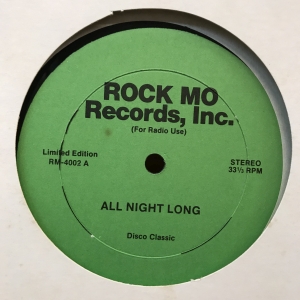 ROCK MO
Records, Inc.
(For Radio Use)
Limited Edition
RM-4002 A
STEREO
33⅓ RPM
ALL NIGHT LONG
Disco Classic